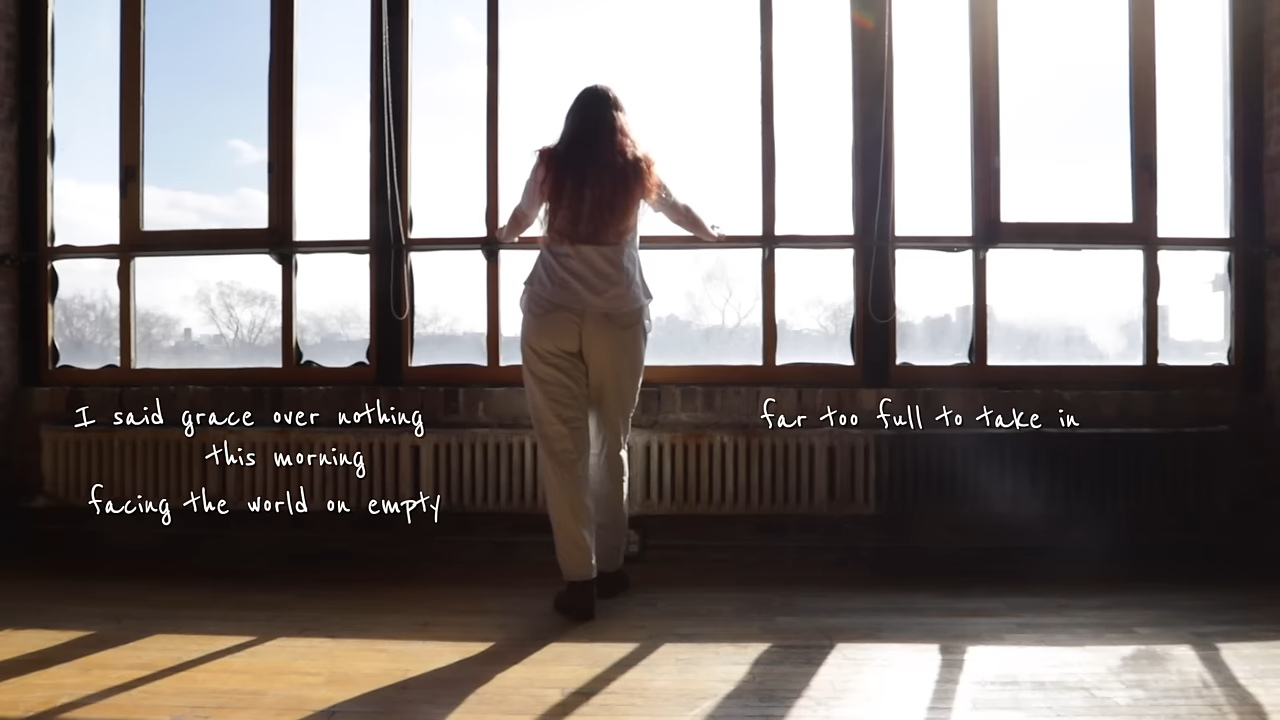 I said grace over nothing
this morning
facing the world on empty
far too full to take in